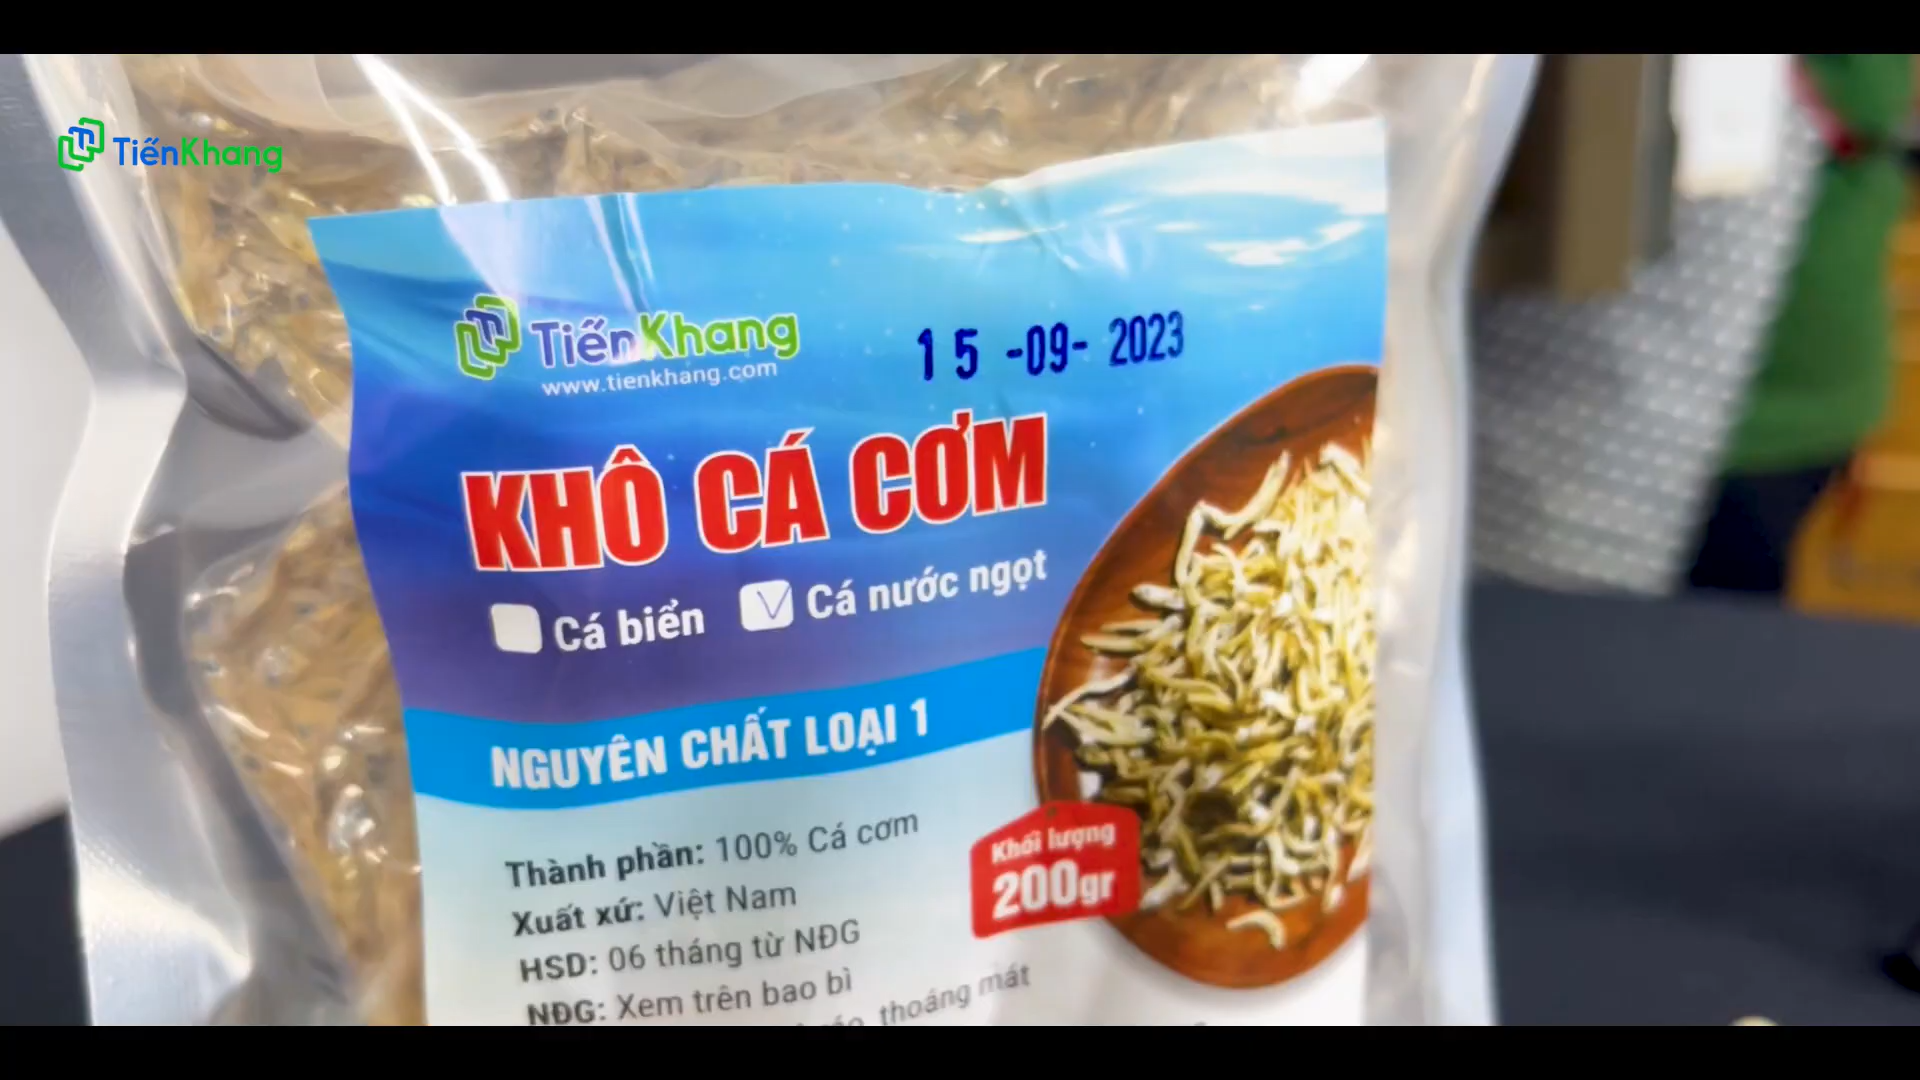 TiếnKhang
TiếnKhang
www.tienkhang.com
15 -09- 2023
KHÔ CÁ CƠM
Cá biển
Cá nước ngọt
NGUYÊN CHẤT LOẠI 1
Thành phần: 100% Cá cơm
Xuất xứ: Việt Nam
HSD: 06 tháng từ NĐG
NĐG: Xem trên bao bì
thoáng mát
Khối lượng
200gr